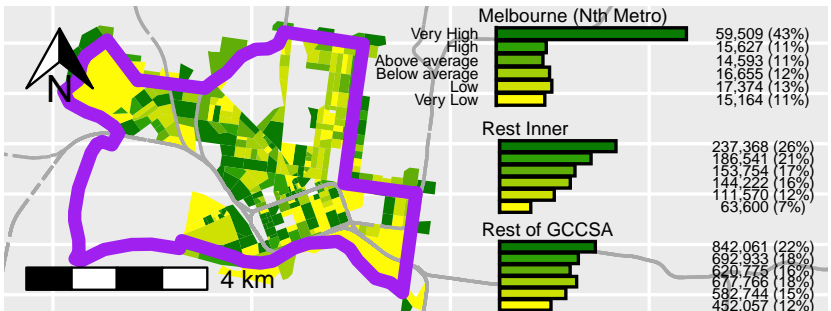 Melbourne (Nth Metro)
Very High 59,509 (43%)
High 15,627 (11%)
Above average 14,593 (11%)
Below average 16,655 (12%)
Low 17,374 (13%)
Very Low 15,164 (11%)
N
Rest Inner
237,368 (26%)
186,541 (21%)
153,754 (17%)
144,222 (16%)
111,570 (12%)
63,600 (7%)
Rest of GCCSA
842,061 (22%)
692,933 (18%)
620,775 (16%)
677,766 (18%)
582,744 (15%)
452,057 (12%)
4 km